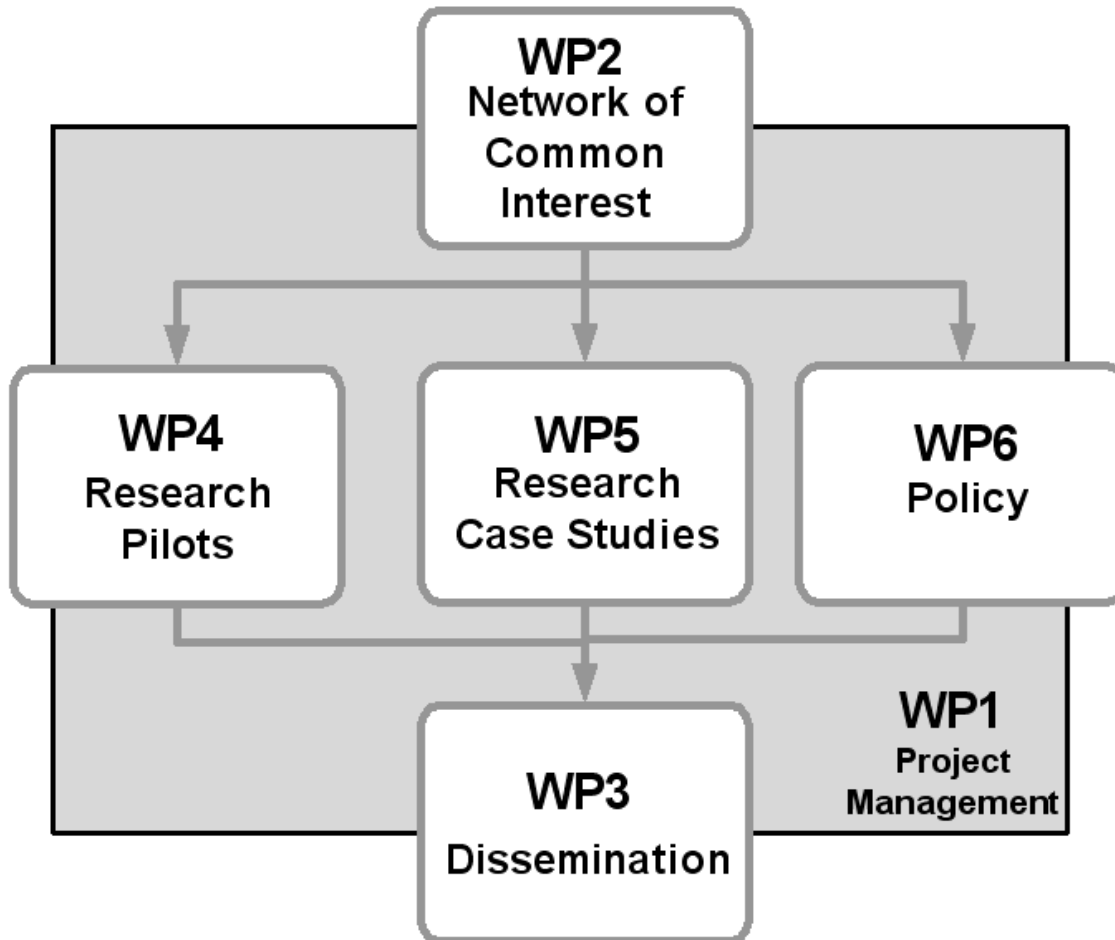 WP2
Network of
Common
Interest
WP4
Research
Pilots
WP5
Research
Case Studies
WP6
Policy
WP1
Project
Management
WP3
Dissemination